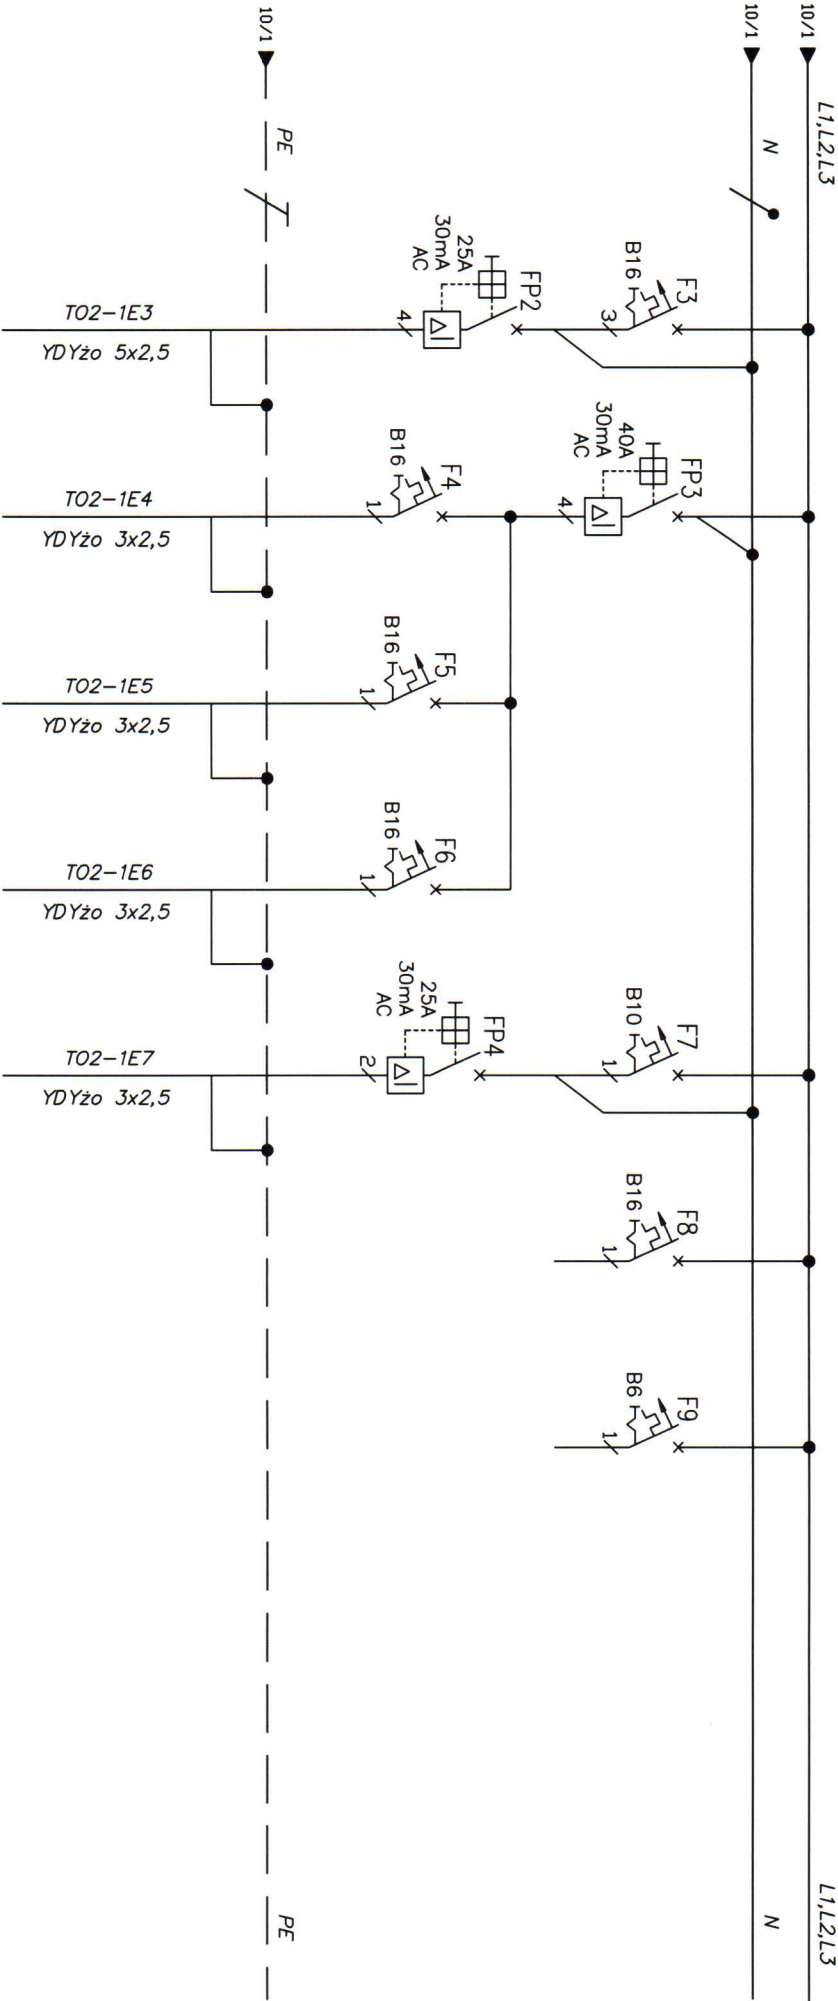 10/1
L1,L2,L3
L1,L2,L3
10/1
N
N
10/1
PE
PE
F3
B16
3
FP2
25A
30mA
AC
4
TO2-1E3
YDYżo 5x2,5
FP3
40A
30mA
AC
4
F4
B16
1
TO2-1E4
YDYżo 3x2,5
F5
B16
1
TO2-1E5
YDYżo 3x2,5
F6
B16
1
TO2-1E6
YDYżo 3x2,5
F7
B10
1
FP4
25A
30mA
AC
2
TO2-1E7
YDYżo 3x2,5
F8
B16
1
F9
B6
1